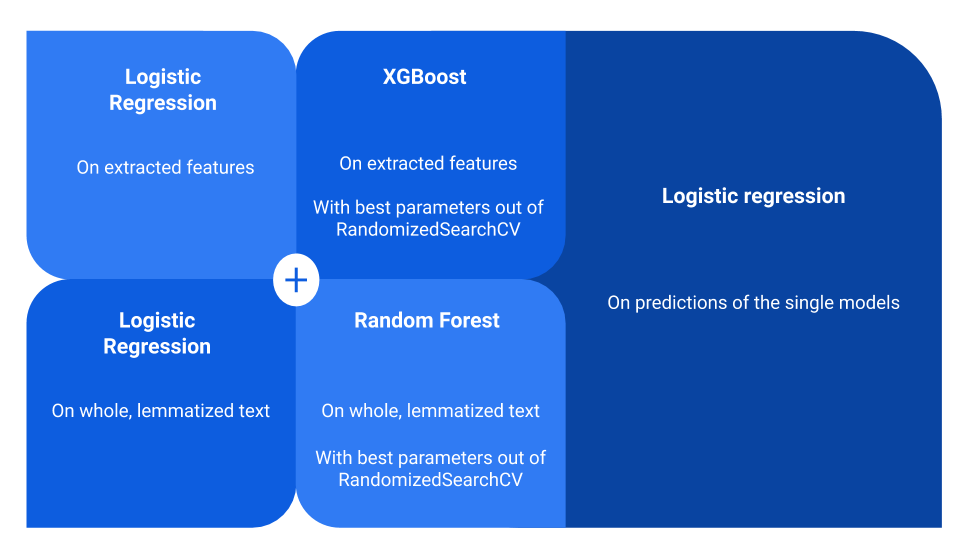 Logistic
Regression
On extracted features
XGBoost
On extracted features
With best parameters out of
RandomizedSearchCV
+
Logistic
Regression
On whole, lemmatized text
Random Forest
On whole, lemmatized text
With best parameters out of
RandomizedSearchCV
Logistic regression
On predictions of the single models